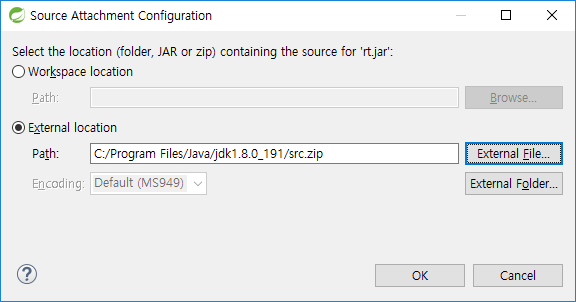 Source Attachment Configuration
Select the location (folder, JAR or zip) containing the source for 'rt.jar':
Workspace location
Path:
Browse...
External location
Path: C:/Program Files/Java/jdk1.8.0_191/src.zip External File...
Encoding: Default (MS949) External Folder...
? OK Cancel